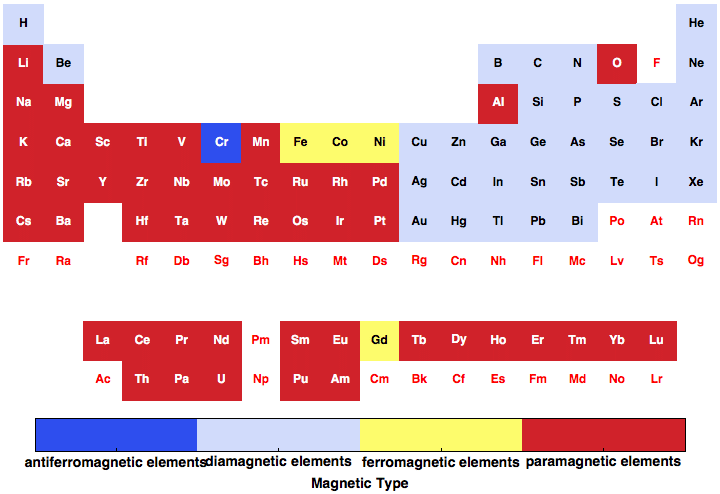 H He
Li Be B C N O F Ne
Na Mg Al Si P S Cl Ar
K Ca Sc Ti V Cr Mn Fe Co Ni Cu Zn Ga Ge As Se Br Kr
Rb Sr Y Zr Nb Mo Tc Ru Rh Pd Ag Cd In Sn Sb Te I Xe
Cs Ba Hf Ta W Re Os Ir Pt Au Hg Tl Pb Bi Po At Rn
Fr Ra Rf Db Sg Bh Hs Mt Ds Rg Cn Nh Fl Mc Lv Ts Og
La Ce Pr Nd Pm Sm Eu Gd Tb Dy Ho Er Tm Yb Lu
Ac Th Pa U Np Pu Am Cm Bk Cf Es Fm Md No Lr
antiferromagnetic elements diamagnetic elements ferromagnetic elements paramagnetic elements
Magnetic Type